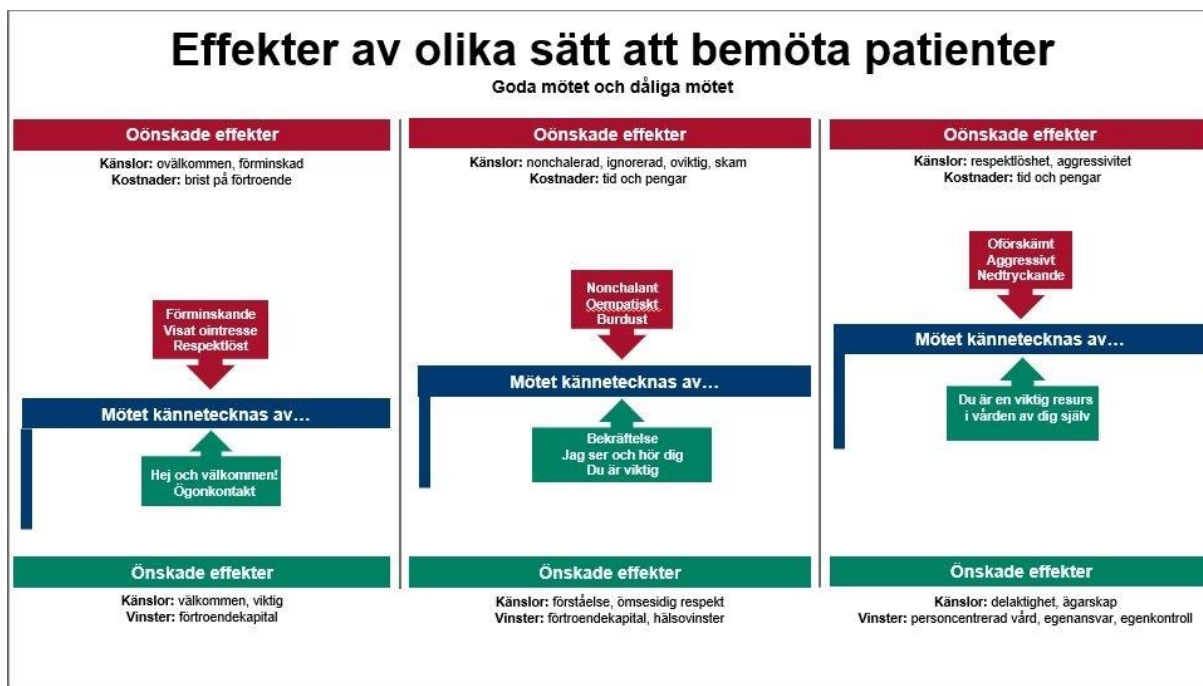 Effekter av olika sätt att bemöta patienter
Goda mötet och dåliga mötet
Oönskade effekter
Känslor: ovälkommen, förminskad
Kostnader: brist på förtroende
Förminskande
Visat ointresse
Respektlöst
Mötet kännetecknas av…
Hej och välkommen!
Ögonkontakt
Önskade effekter
Känslor: välkommen, viktig
Vinster: förtroendekapital
Oönskade effekter
Känslor: nonchalerad, ignorerad, oviktig, skam
Kostnader: tid och pengar
Nonchalant
Oempatiskt
Burdust
Mötet kännetecknas av…
Bekräftelse
Jag ser och hör dig
Du är viktig
Önskade effekter
Känslor: förståelse, ömsesidig respekt
Vinster: förtroendekapital, hälsovinster
Oönskade effekter
Känslor: respektlöshet, aggressivitet
Kostnader: tid och pengar
Oförskämt
Aggressivt
Nedtryckande
Mötet kännetecknas av…
Du är en viktig resurs
i vården av dig själv
Önskade effekter
Känslor: delaktighet, ägarskap
Vinster: personcentrerad vård, egenansvar, egenkontroll